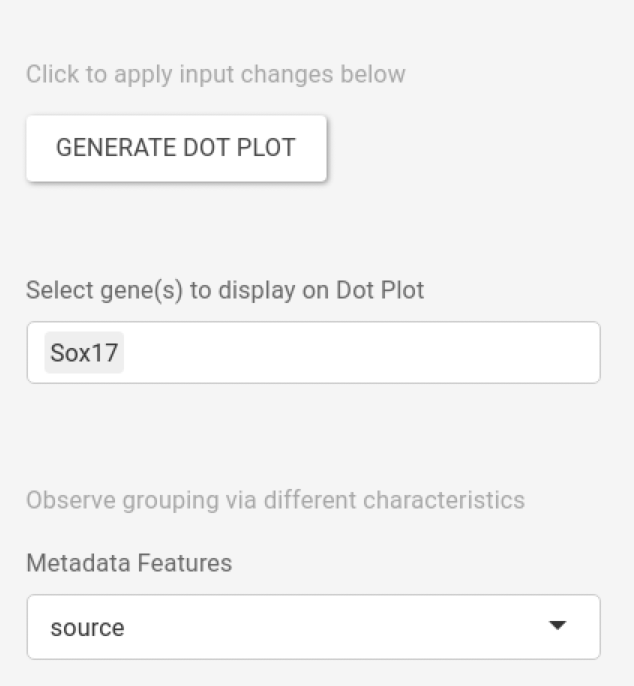 Click to apply input changes below
GENERATE DOT PLOT
Select gene(s) to display on Dot Plot
Sox17
Observe grouping via different characteristics
Metadata Features
source